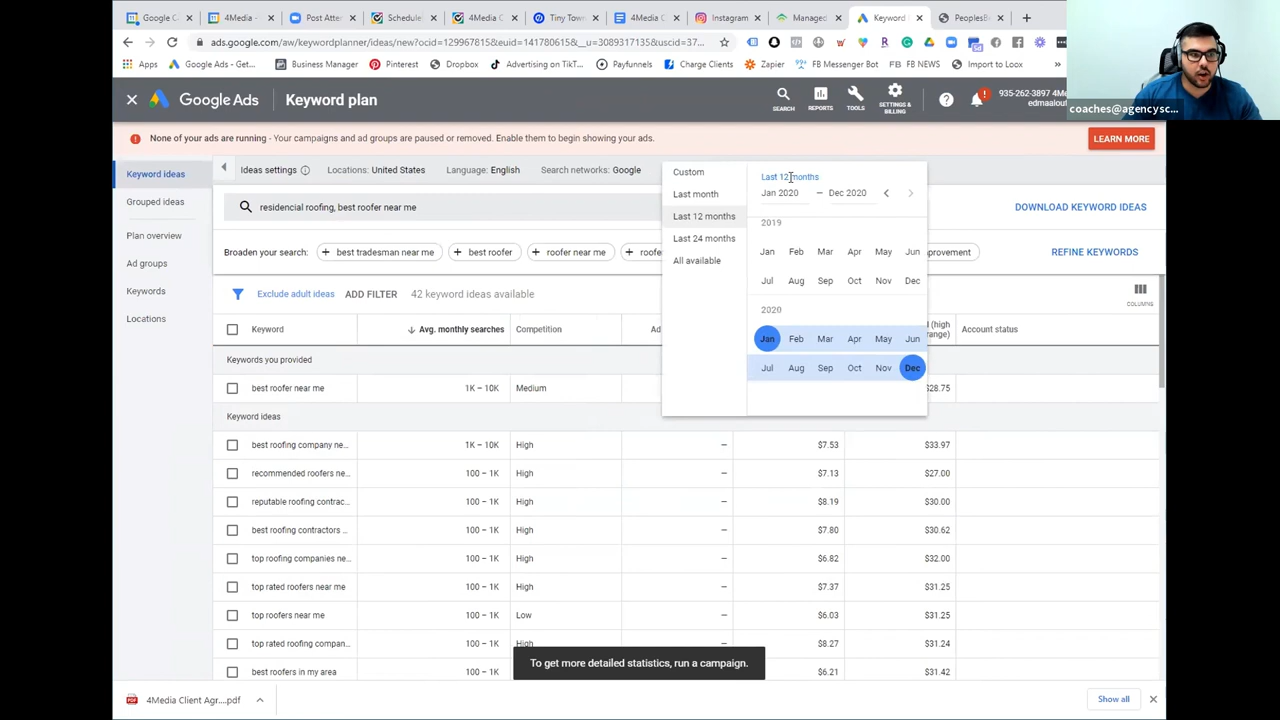 Google C
4Media -
Post Atter
Schedule
4Media C
Tiny Tow
4Media C
Instagram
Managed
Keyword
PeoplesB
ads.google.com/aw/keywordplanner/ideas/new?ocid=129967815&euid=141780615&__u=3089317135&uscid=37...
Apps
Google Ads - Get...
Business Manager
Pinterest
Dropbox
Advertising on TikT...
Payfunnels
Charge Clients
Zapier
FB Messenger Bot
FB NEWS
Import to Loox
coaches@agencysc...
Google Ads
Keyword plan
SEARCH
REPORTS
TOOLS
SETTINGS & BILLING
935-262-3897 4Me
edmaalout
None of your ads are running - Your campaigns and ad groups are paused or removed. Enable them to begin showing your ads.
LEARN MORE
Keyword ideas
Grouped ideas
Plan overview
Ad groups
Keywords
Locations
Ideas settings
Locations: United States
Language: English
Search networks: Google
residencial roofing, best roofer near me
DOWNLOAD KEYWORD IDEAS
Broaden your search:
+ best tradesman near me
+ best roofer
+ roofer near me
+ roofe
provement
REFINE KEYWORDS
Custom
Last month
Last 12 months
Last 24 months
All available
Last 12 months
Jan 2020 – Dec 2020
2019
Jan Feb Mar Apr May Jun
Jul Aug Sep Oct Nov Dec
2020
Jan Feb Mar Apr May Jun
Jul Aug Sep Oct Nov Dec
Exclude adult ideas
ADD FILTER
42 keyword ideas available
COLUMNS
Keyword Avg. monthly searches Competition Ad (high range) Account status
Keywords you provided
best roofer near me 1K – 10K Medium $28.75
Keyword ideas
best roofing company ne... 1K – 10K High – $7.53 $33.97
recommended roofers ne... 100 – 1K High – $7.13 $27.00
reputable roofing contrac... 100 – 1K High – $8.19 $30.00
best roofing contractors ... 100 – 1K High – $7.80 $30.62
top roofing companies ne... 100 – 1K High – $6.82 $32.00
top rated roofers near me 100 – 1K High – $7.37 $31.25
top roofers near me 100 – 1K Low – $6.03 $31.25
top rated roofing compan... 100 – 1K High – $8.27 $31.24
best roofers in my area 100 – 1K $6.21 $31.42
To get more detailed statistics, run a campaign.
4Media Client Agr....pdf
Show all